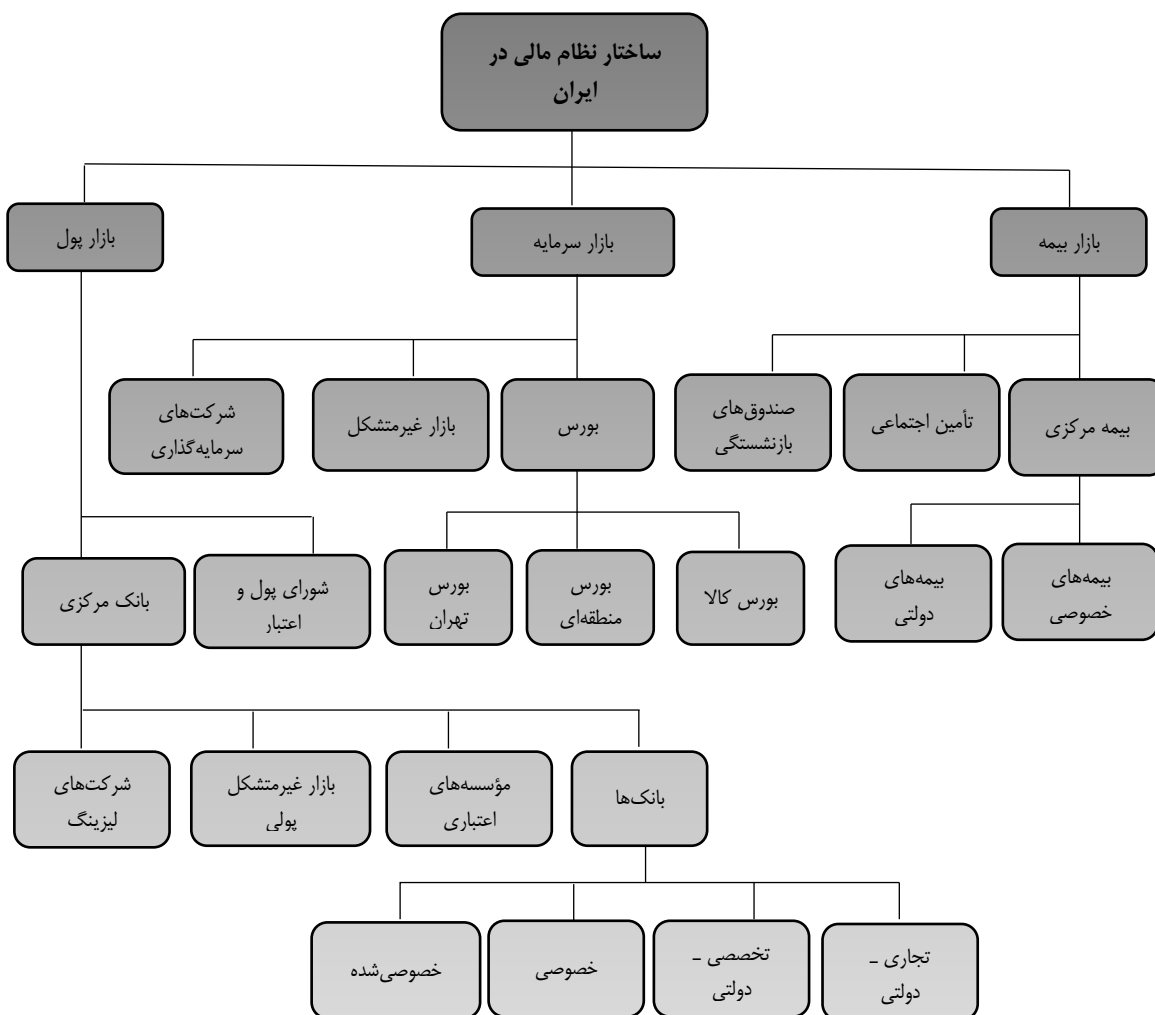 ساختار نظام مالی در
ایران
بازار بیمه
بازار سرمایه
بازار پول
بیمه مرکزی
تأمین اجتماعی
صندوق‌های
بازنشستگی
بورس
بازار غیرمتشکل
شرکت‌های
سرمایه‌گذاری
بیمه‌های
خصوصی
بیمه‌های
دولتی
بورس کالا
بورس
منطقه‌ای
بورس
تهران
شورای پول و
اعتبار
بانک مرکزی
بانک‌ها
مؤسسه‌های
اعتباری
بازار غیرمتشکل
پولی
شرکت‌های
لیزینگ
تجاری ـ
دولتی
تخصصی ـ
دولتی
خصوصی
خصوصی‌شده